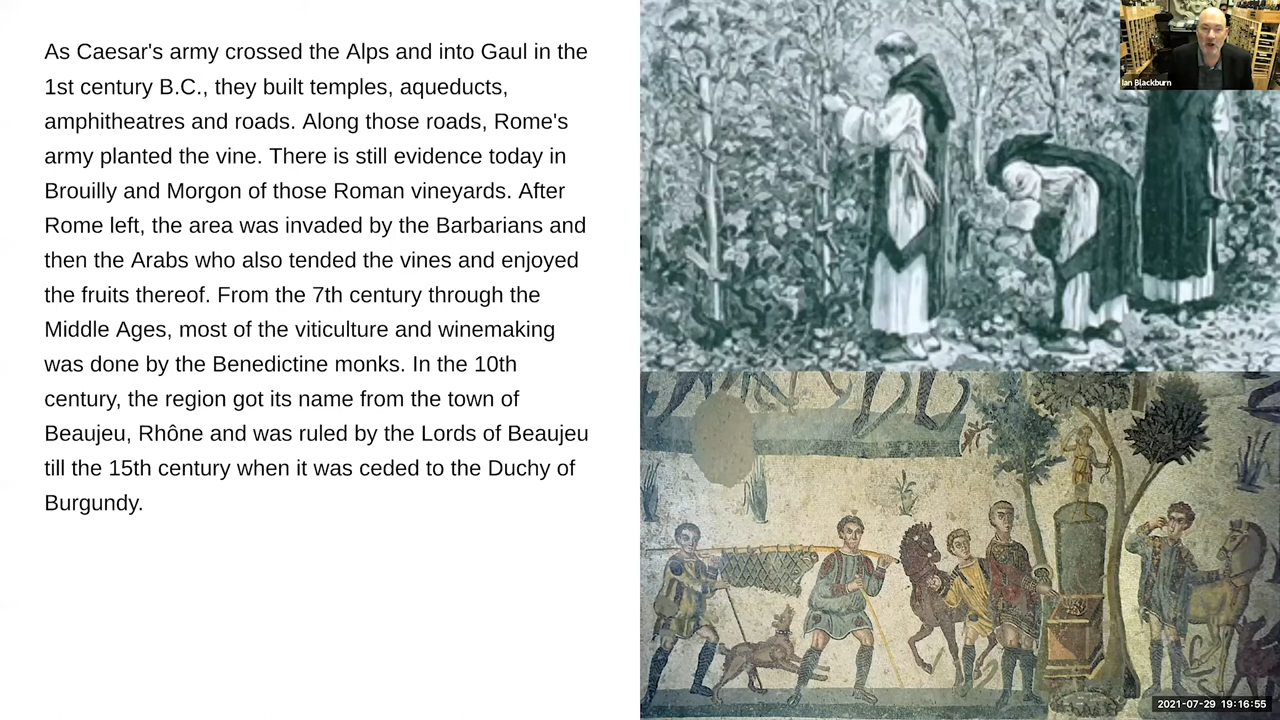 As Caesar's army crossed the Alps and into Gaul in the
1st century B.C., they built temples, aqueducts,
amphitheatres and roads. Along those roads, Rome's
army planted the vine. There is still evidence today in
Brouilly and Morgon of those Roman vineyards. After
Rome left, the area was invaded by the Barbarians and
then the Arabs who also tended the vines and enjoyed
the fruits thereof. From the 7th century through the
Middle Ages, most of the viticulture and winemaking
was done by the Benedictine monks. In the 10th
century, the region got its name from the town of
Beaujeu, Rhône and was ruled by the Lords of Beaujeu
till the 15th century when it was ceded to the Duchy of
Burgundy.
Ian Blackburn
2021-07-29 19:16:55